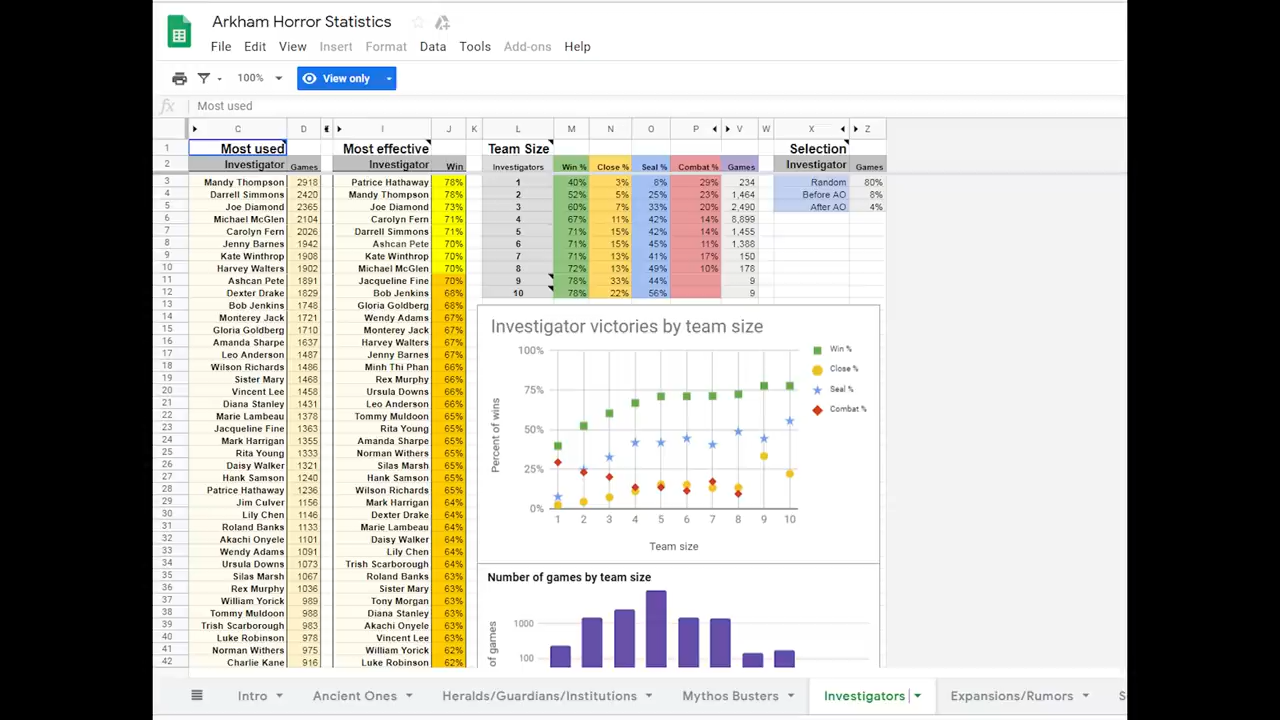 Arkham Horror Statistics
File Edit View Insert Format Data Tools Add-ons Help
100% View only
fx Most used
C D I J K L M N O P V W X Z
1 Most used Most effective Team Size Selection
2 Investigator Games Investigator Win Investigators Win % Close % Seal % Combat % Games Investigator Games
3 Mandy Thompson 2918 Patrice Hathaway 78% 1 40% 3% 8% 29% 234 Random 80%
4 Darrell Simmons 2420 Mandy Thompson 76% 2 52% 5% 25% 23% 1,464 Before AO 8%
5 Joe Diamond 2365 Joe Diamond 73% 3 60% 7% 33% 20% 2,490 After AO 4%
6 Michael McGlen 2104 Carolyn Fern 71% 4 67% 11% 42% 14% 8,899
7 Carolyn Fern 2026 Darrell Simmons 71% 5 71% 15% 42% 14% 1,455
8 Jenny Barnes 1942 Ashcan Pete 70% 6 71% 15% 45% 11% 1,388
9 Kate Winthrop 1908 Kate Winthrop 70% 7 71% 13% 41% 17% 150
10 Harvey Walters 1902 Michael McGlen 70% 8 72% 13% 49% 10% 178
11 Ashcan Pete 1891 Jacqueline Fine 70% 9 78% 33% 44% 9
12 Dexter Drake 1829 Bob Jenkins 68% 10 78% 22% 56% 9
13 Bob Jenkins 1748 Gloria Goldberg 68%
14 Monterey Jack 1721 Wendy Adams 67%
15 Gloria Goldberg 1710 Monterey Jack 67%
16 Amanda Sharpe 1637 Harvey Walters 67%
17 Leo Anderson 1487 Jenny Barnes 67%
18 Wilson Richards 1486 Minh Thi Phan 66%
19 Sister Mary 1468 Rex Murphy 66%
20 Vincent Lee 1458 Ursula Downs 66%
21 Diana Stanley 1431 Leo Anderson 66%
22 Marie Lambeau 1378 Tommy Muldoon 65%
23 Jacqueline Fine 1363 Rita Young 65%
24 Mark Harrigan 1355 Amanda Sharpe 65%
25 Rita Young 1333 Norman Withers 65%
26 Daisy Walker 1321 Silas Marsh 65%
27 Hank Samson 1240 Hank Samson 65%
28 Patrice Hathaway 1236 Wilson Richards 65%
29 Jim Culver 1156 Mark Harrigan 64%
30 Lily Chen 1146 Dexter Drake 64%
31 Roland Banks 1133 Marie Lambeau 64%
32 Akachi Onyele 1101 Daisy Walker 64%
33 Wendy Adams 1091 Lily Chen 64%
34 Ursula Downs 1073 Trish Scarborough 64%
35 Silas Marsh 1067 Roland Banks 63%
36 Rex Murphy 1036 Sister Mary 63%
37 William Yorick 989 Tony Morgan 63%
38 Tommy Muldoon 988 Diana Stanley 63%
39 Trish Scarborough 983 Akachi Onyele 63%
40 Luke Robinson 978 Vincent Lee 63%
41 Norman Withers 975 William Yorick 62%
42 Charlie Kane 916 Luke Robinson 62%
Investigator victories by team size
100%
75%
50%
25%
0%
Percent of wins
1 2 3 4 5 6 7 8 9 10
Team size
Win %
Close %
Seal %
Combat %
Number of games by team size
1000
100
of games
Intro Ancient Ones Heralds/Guardians/Institutions Mythos Busters Investigators Expansions/Rumors S